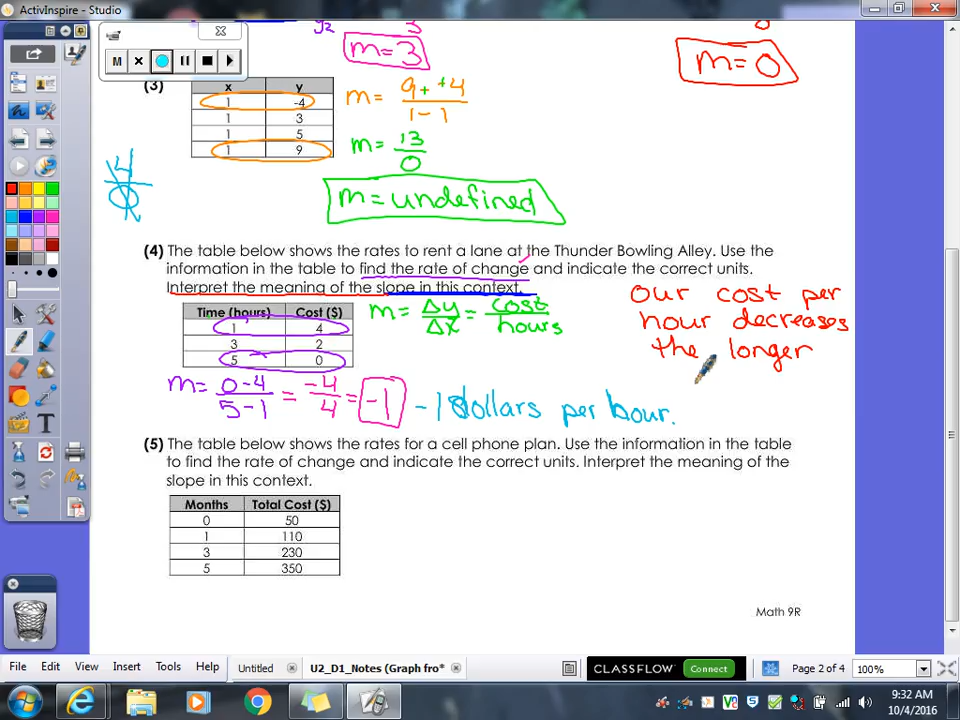 ActivInspire - Studio
y2 3
m=3
0
m=0
M
(3)
x y
1 -4
1 3
1 5
1 9
m= 9++4
1-1
m= 13
0
m=undefined
(4) The table below shows the rates to rent a lane at the Thunder Bowling Alley. Use the
information in the table to find the rate of change and indicate the correct units.
Interpret the meaning of the slope in this context.
Time (hours) Cost ($)
1 4
3 2
5 0
m= Δy = cost
Δx hours
Our cost per
hour decreases
the longer
m= 0-4 = -4 = -1
5-1 4
-1 dollars per hour.
(5) The table below shows the rates for a cell phone plan. Use the information in the table
to find the rate of change and indicate the correct units. Interpret the meaning of the
slope in this context.
Months Total Cost ($)
0 50
1 110
3 230
5 350
Math 9R
File Edit View Insert Tools Help Untitled U2_D1_Notes (Graph fro* CLASSFLOW Connect Page 2 of 4 100%
9:32 AM
10/4/2016